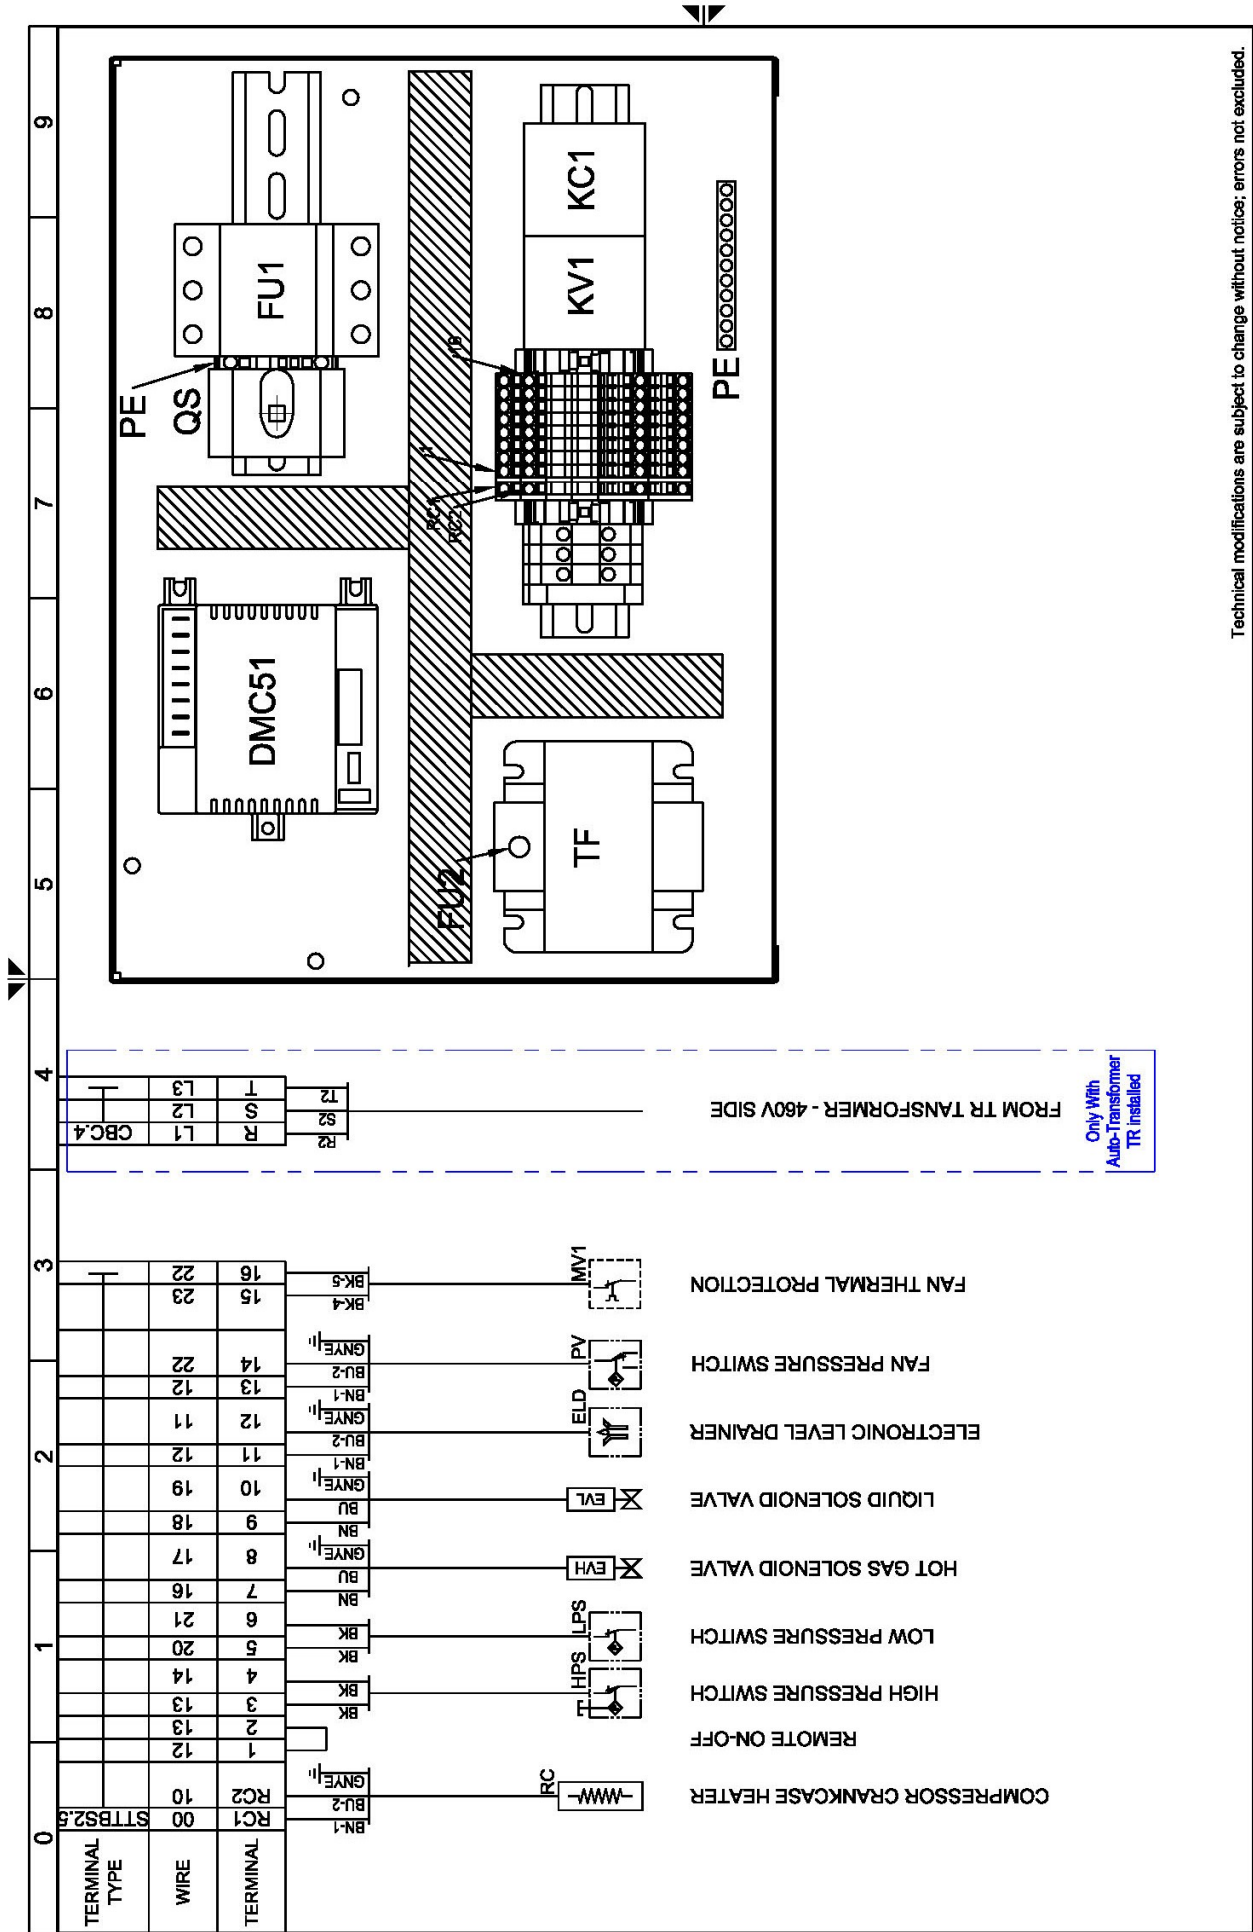 0 1 2 3 4 5 6 7 8 9
TERMINAL
TYPE
STTBS2.5
CBC.4
WIRE 00 10 12 13 13 14 20 21 16 17 18 19 12 11 12 22 23 22 L1 L2 L3
TERMINAL RC1 RC2 1 2 3 4 5 6 7 8 9 10 11 12 13 14 15 16 R S T
BN-1 BU-2 GNYE BK BK BK BK BN BU GNYE BN BU GNYE BN-1 BU-2 GNYE BN-1 BU-2 GNYE BK-4 BK-5 R2 S2 T2
RC HPS LPS EVH EVL ELD PV MV1
COMPRESSOR CRANKCASE HEATER
REMOTE ON-OFF
HIGH PRESSURE SWITCH
LOW PRESSURE SWITCH
HOT GAS SOLENOID VALVE
LIQUID SOLENOID VALVE
ELECTRONIC LEVEL DRAINER
FAN PRESSURE SWITCH
FAN THERMAL PROTECTION
FROM TR TRANSFORMER - 460V SIDE
Only With
Auto-Transformer
TR installed
PE
QS
FU1
DMC51
FU2
TF
RC1
RC2
1
16
KV1
KC1
PE
Technical modifications are subject to change without notice; errors not excluded.